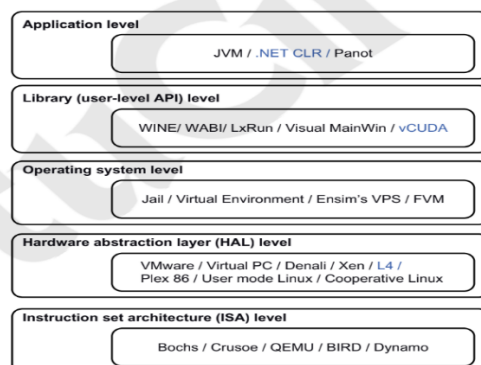 Application level
JVM / .NET CLR / Panot
Library (user-level API) level
WINE/ WABI/ LxRun / Visual MainWin / vCUDA
Operating system level
Jail / Virtual Environment / Ensim's VPS / FVM
Hardware abstraction layer (HAL) level
VMware / Virtual PC / Denali / Xen / L4 /
Plex 86 / User mode Linux / Cooperative Linux
Instruction set architecture (ISA) level
Bochs / Crusoe / QEMU / BIRD / Dynamo